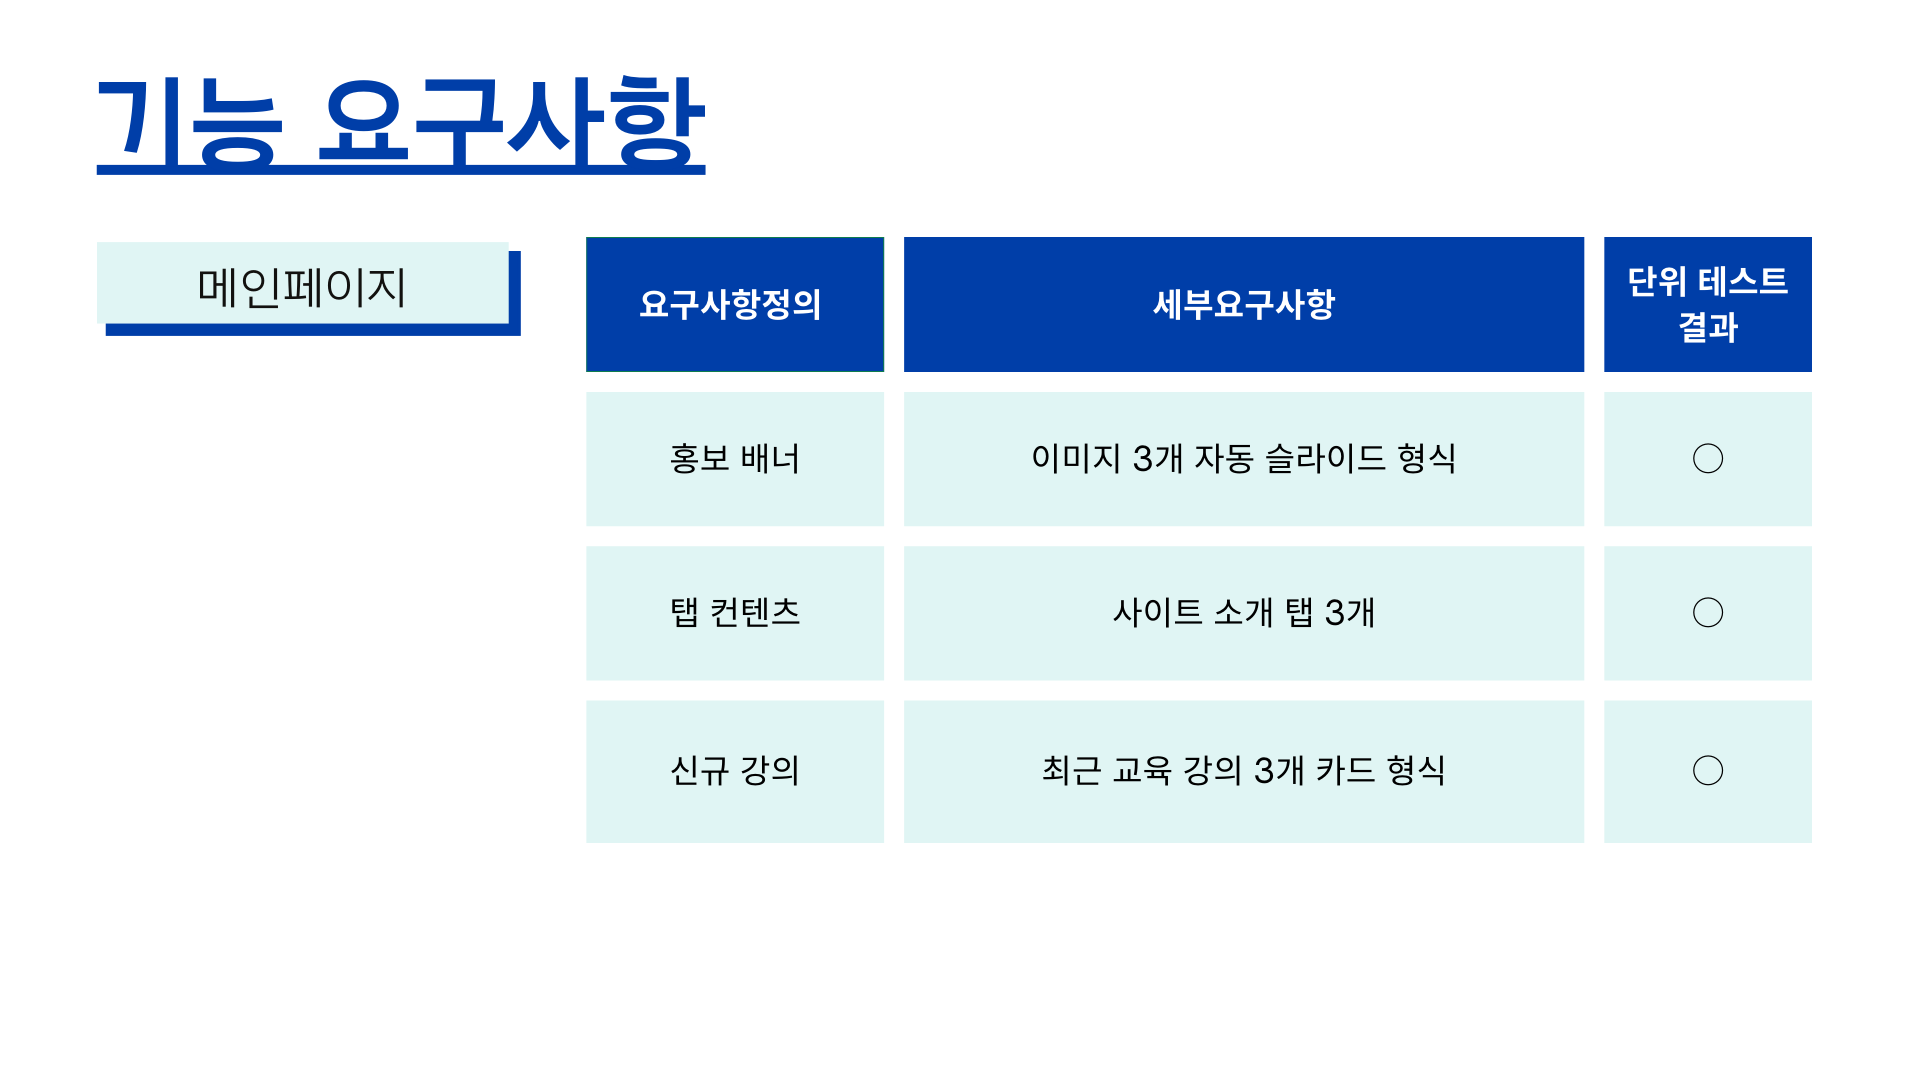 기능 요구사항
메인페이지
요구사항정의 세부요구사항 단위 테스트
결과
홍보 배너 이미지 3개 자동 슬라이드 형식 〇
탭 컨텐츠 사이트 소개 탭 3개 〇
신규 강의 최근 교육 강의 3개 카드 형식 〇